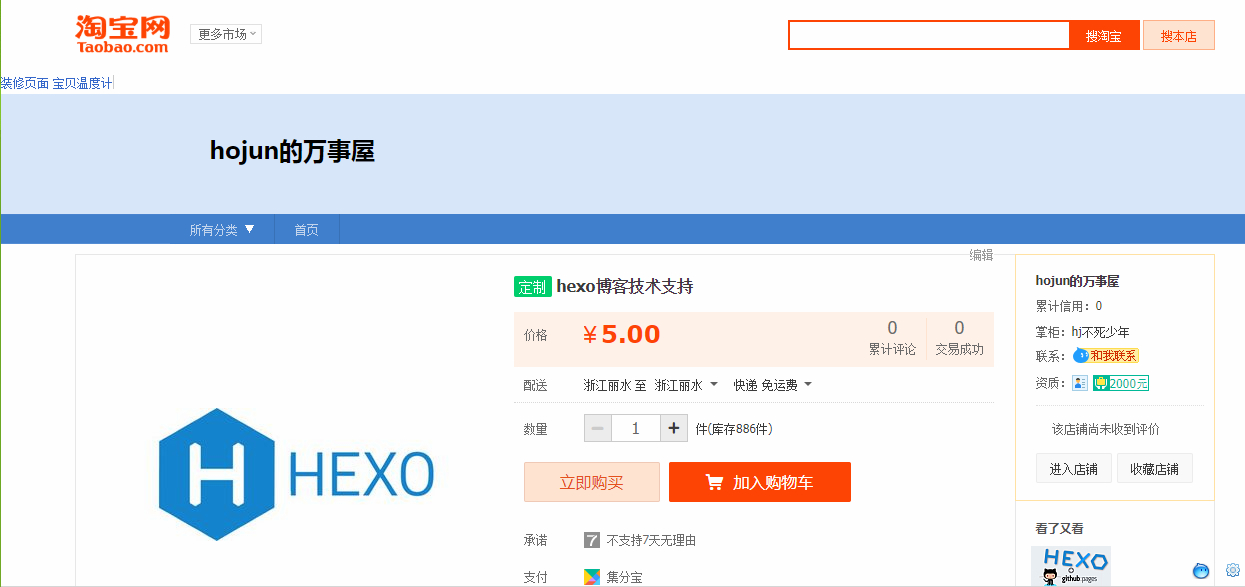 淘宝网
Taobao.com
更多市场
搜淘宝
搜本店
装修页面 宝贝温度计
hojun的万事屋
所有分类 ▼ 首页
编辑
定制 hexo博客技术支持
价格 ¥5.00
0 累计评论
0 交易成功
配送 浙江丽水 至 浙江丽水 快递 免运费
数量 − 1 + 件(库存886件)
立即购买
加入购物车
承诺 7 不支持7天无理由
支付 集分宝
HEXO
hojun的万事屋
累计信用：0
掌柜：hj不死少年
联系：和我联系
资质：2000元
该店铺尚未收到评价
进入店铺 收藏店铺
看了又看
HEXO
github pages